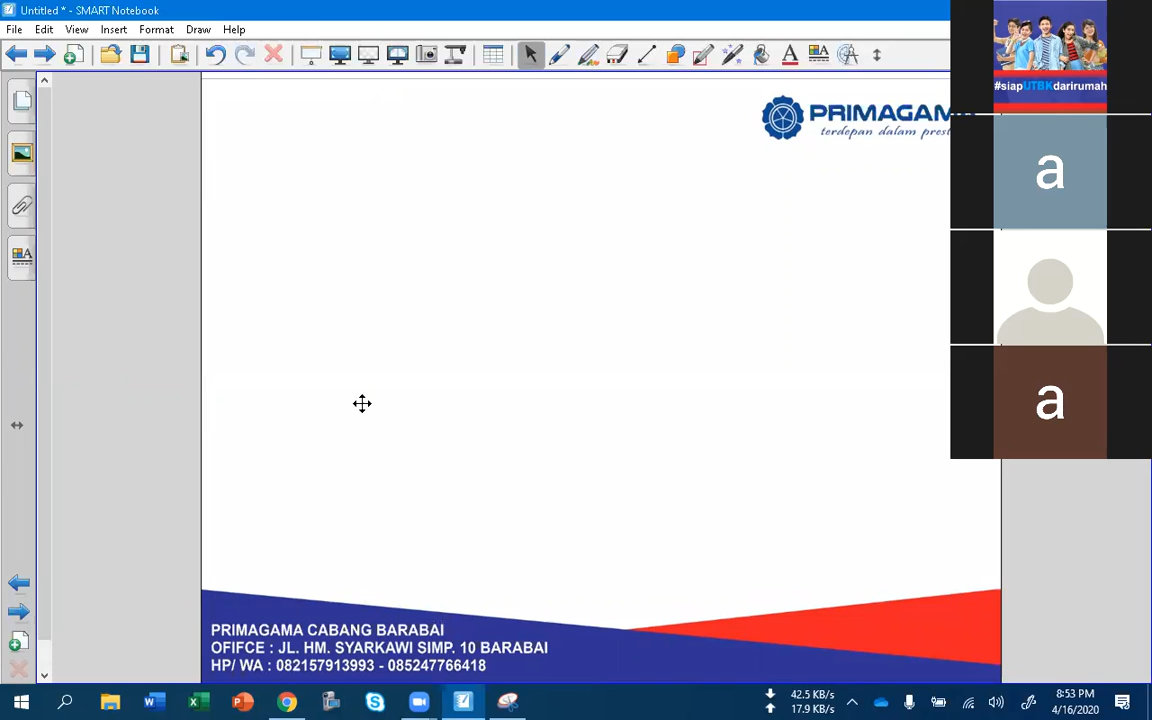 Untitled * - SMART Notebook
File Edit View Insert Format Draw Help
#siapUTBKdarirumah
PRIMAGAM
terdepan dalam prest
a
a
PRIMAGAMA CABANG BARABAI
OFIFCE : JL. HM. SYARKAWI SIMP. 10 BARABAI
HP/ WA : 082157913993 - 085247766418
42.5 KB/s
17.9 KB/s
8:53 PM
4/16/2020